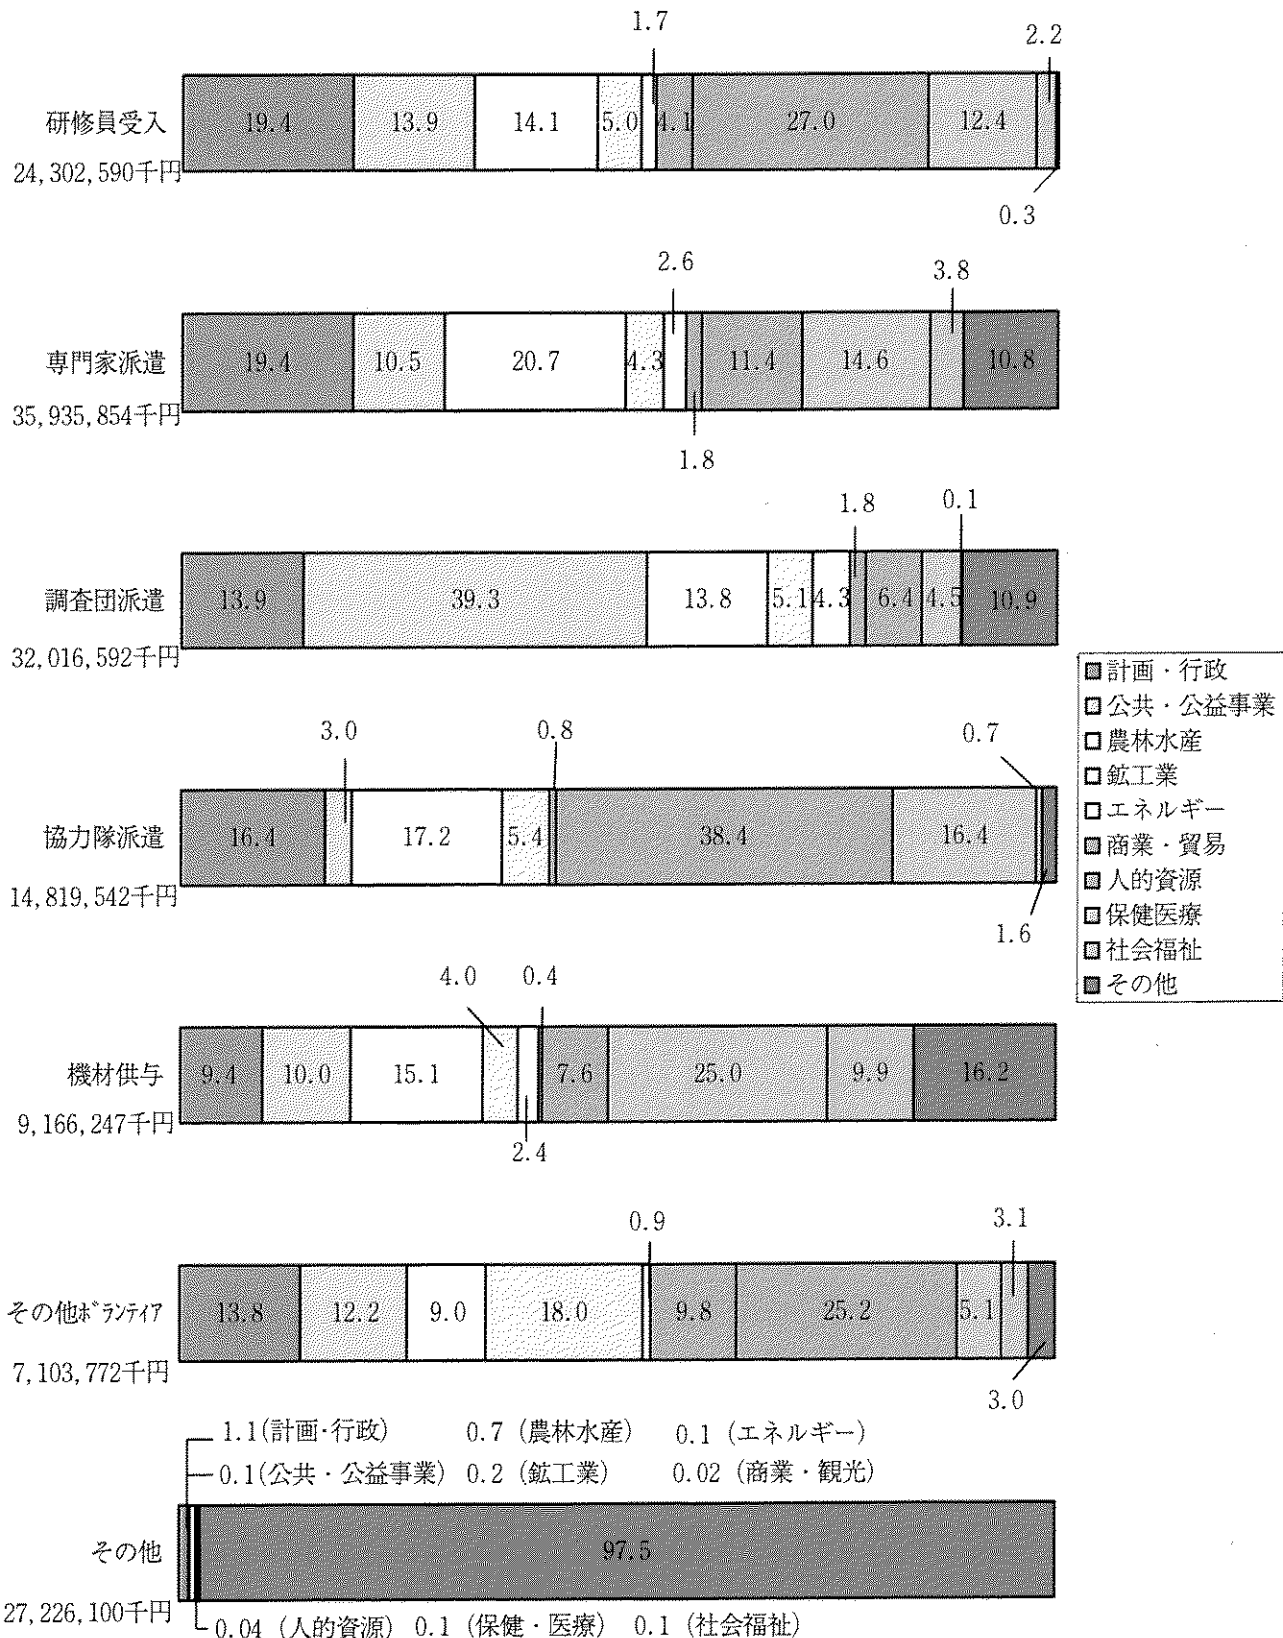 1.7
2.2
研修員受入
19.4 13.9 14.1 5.0 4.1 27.0 12.4
24,302,590千円
0.3
2.6
3.8
専門家派遣
19.4 10.5 20.7 4.3 11.4 14.6 10.8
35,935,854千円
1.8
1.8
0.1
調査団派遣
13.9 39.3 13.8 5.1 4.3 6.4 4.5 10.9
32,016,592千円
計画・行政
公共・公益事業
農林水産
鉱工業
エネルギー
商業・貿易
人的資源
保健医療
社会福祉
その他
3.0
0.8
0.7
協力隊派遣
16.4 17.2 5.4 38.4 16.4
14,819,542千円
1.6
4.0
0.4
機材供与
9.4 10.0 15.1 7.6 25.0 9.9 16.2
9,166,247千円
2.4
0.9
3.1
その他ボランティア
13.8 12.2 9.0 18.0 9.8 25.2 5.1
7,103,772千円
3.0
1.1(計画・行政) 0.7 (農林水産) 0.1 (エネルギー)
0.1(公共・公益事業) 0.2 (鉱工業) 0.02 (商業・観光)
その他
97.5
27,226,100千円
0.04 (人的資源) 0.1 (保健・医療) 0.1 (社会福祉)